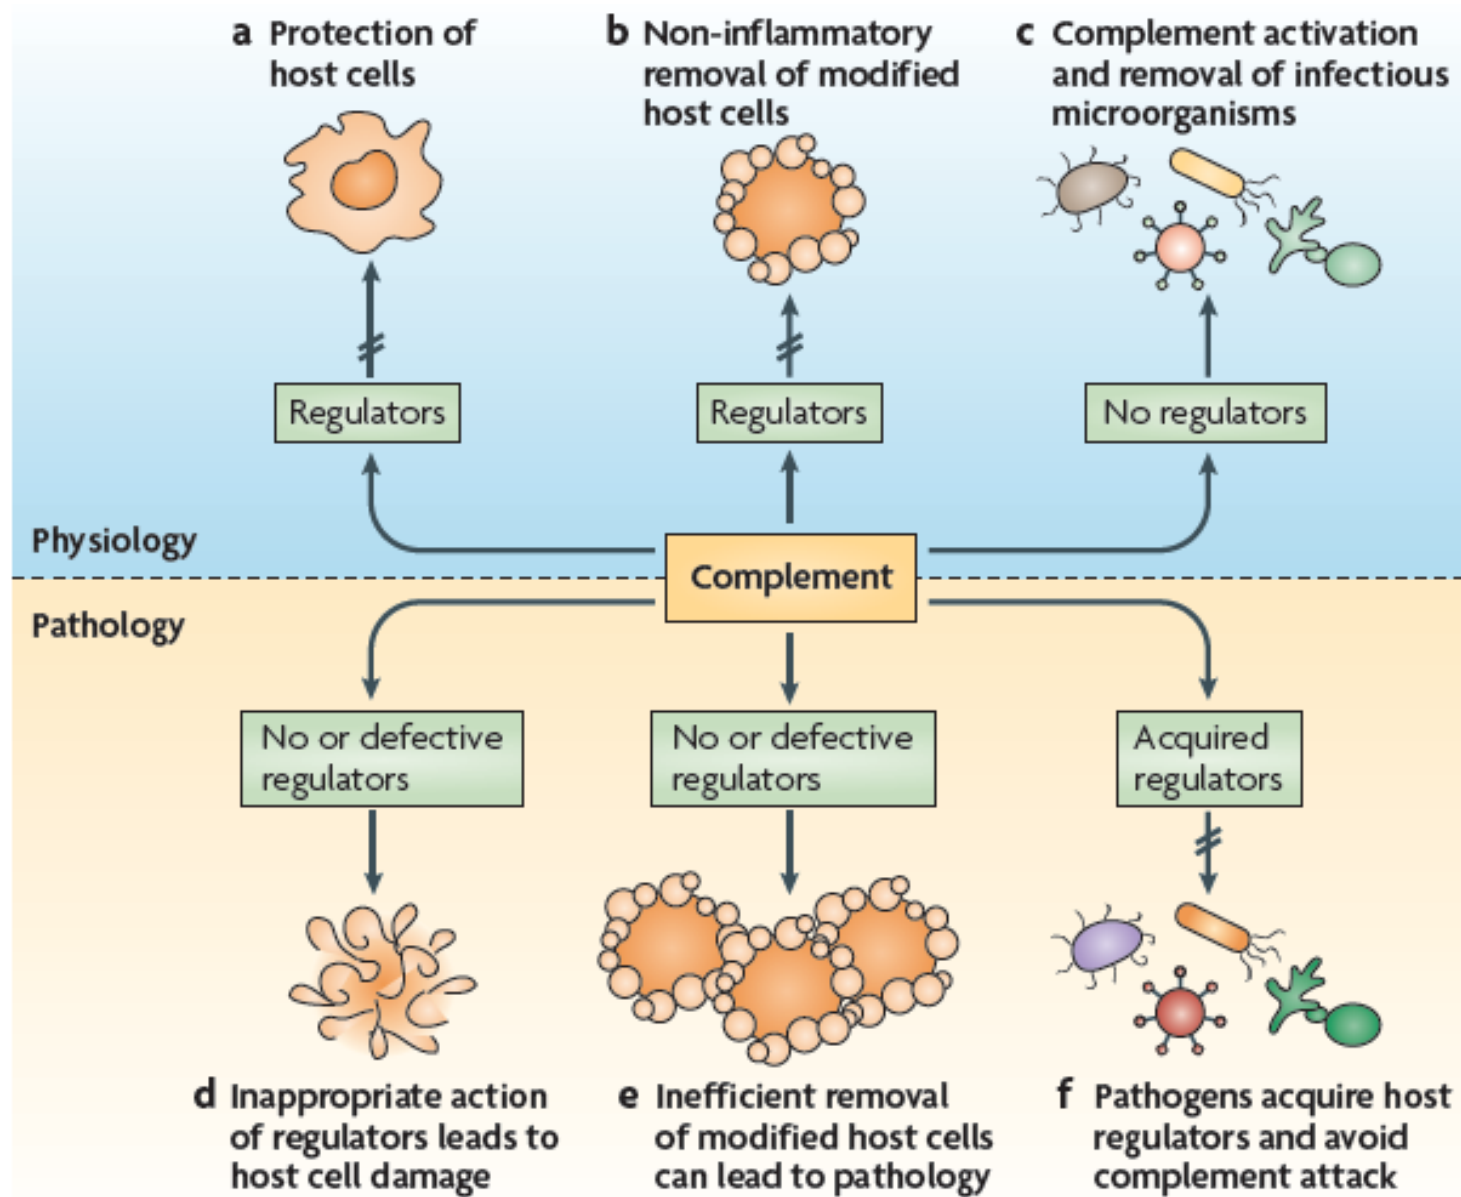 a Protection of
host cells
b Non-inflammatory
removal of modified
host cells
c Complement activation
and removal of infectious
microorganisms
Regulators
Regulators
No regulators
Physiology
Complement
Pathology
No or defective
regulators
No or defective
regulators
Acquired
regulators
d Inappropriate action
of regulators leads to
host cell damage
e Inefficient removal
of modified host cells
can lead to pathology
f Pathogens acquire host
regulators and avoid
complement attack